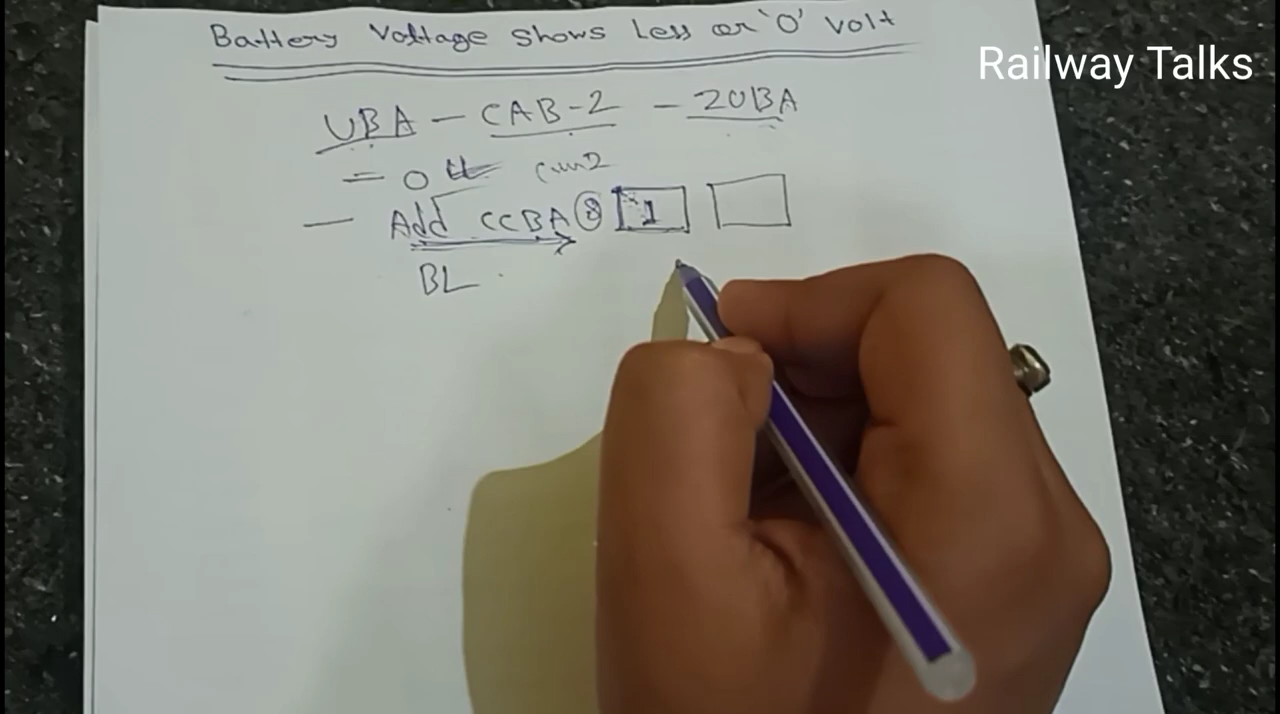 Battery Voltage Shows Less or '0' Volt
Railway Talks
UBA - CAB-2 - 20BA
= 0
- Add CCBA 8 1
BL